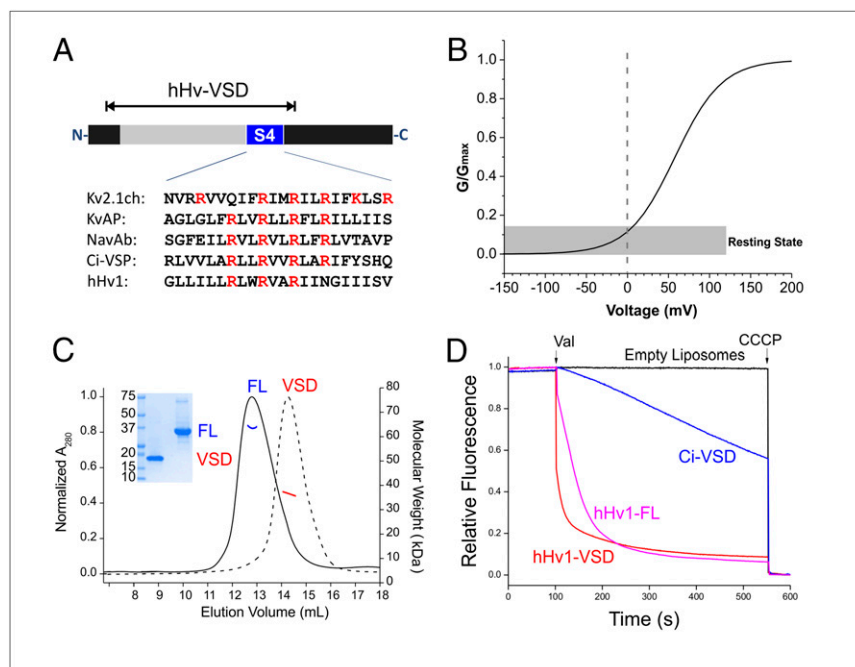 A
hHv-VSD
N-
S4
-C
Kv2.1ch: NVRRVVQIFRIMRILRIFKLSR
KvAP: AGLGLFRLVRLLRFLRILLIIS
NavAb: SGFEILRVLRVLRLFRLVTAVP
Ci-VSP: RLVVLARLLRVVRLARIFYSHQ
hHv1: GLLILLRLWRVARIINGIIISV
B
G/Gmax
1.0
0.8
0.6
0.4
0.2
0.0
Resting State
-150 -100 -50 0 50 100 150 200
Voltage (mV)
C
Normalized A280
1.0
0.8
0.6
0.4
0.2
0.0
75
50
37
20
15
10
FL
VSD
FL
VSD
80
70
60
50
40
30
20
10
0
Molecular Weight (kDa)
8 9 10 11 12 13 14 15 16 17 18
Elution Volume (mL)
D
Val
CCCP
Empty Liposomes
Ci-VSD
hHv1-FL
hHv1-VSD
Relative Fluorescence
1.0
0.8
0.6
0.4
0.2
0.0
0 100 200 300 400 500 600
Time (s)